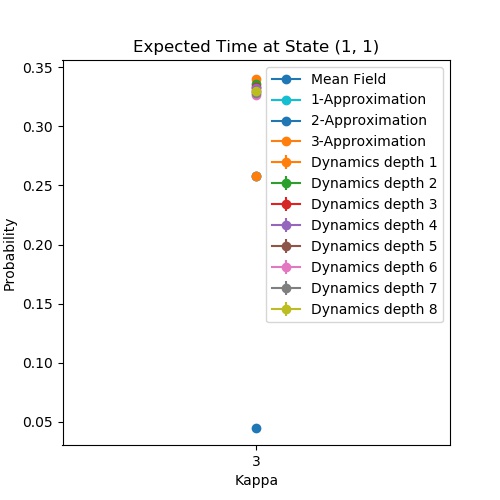 Expected Time at State (1, 1)
0.35
0.30
0.25
0.20
0.15
0.10
0.05
Probability
3
Kappa
Mean Field
1-Approximation
2-Approximation
3-Approximation
Dynamics depth 1
Dynamics depth 2
Dynamics depth 3
Dynamics depth 4
Dynamics depth 5
Dynamics depth 6
Dynamics depth 7
Dynamics depth 8